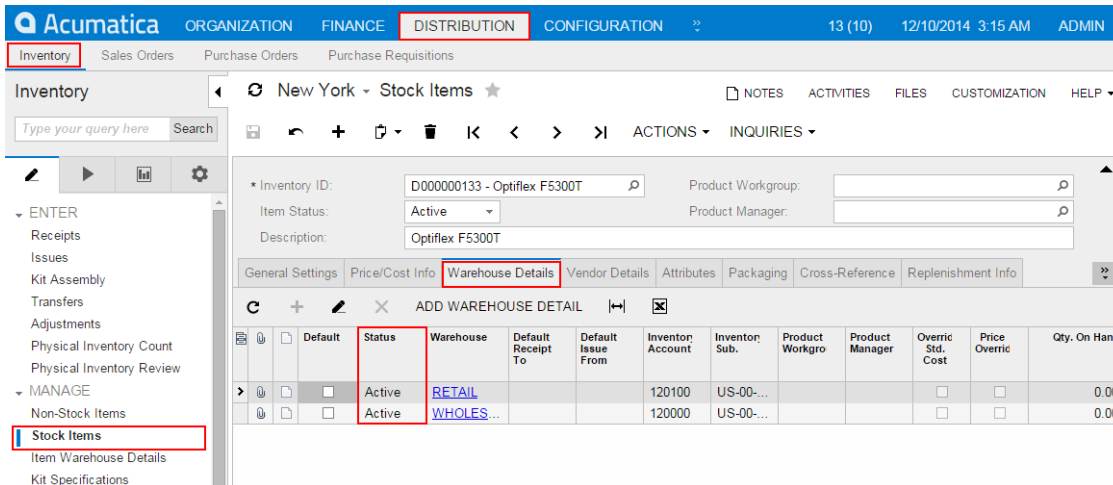 Acumatica ORGANIZATION FINANCE DISTRIBUTION CONFIGURATION 13 (10) 12/10/2014 3:15 AM ADMIN
Inventory Sales Orders Purchase Orders Purchase Requisitions
Inventory
New York - Stock Items NOTES ACTIVITIES FILES CUSTOMIZATION HELP
Type your query here Search
ACTIONS INQUIRIES
* Inventory ID: D000000133 - Optiflex F5300T Product Workgroup:
Item Status: Active Product Manager:
Description: Optiflex F5300T
ENTER
Receipts
Issues
Kit Assembly
Transfers
Adjustments
Physical Inventory Count
Physical Inventory Review
MANAGE
Non-Stock Items
Stock Items
Item Warehouse Details
Kit Specifications
General Settings Price/Cost Info Warehouse Details Vendor Details Attributes Packaging Cross-Reference Replenishment Info
ADD WAREHOUSE DETAIL
Default Status Warehouse Default Receipt To Default Issue From Inventory Account Inventory Sub. Product Workgro Product Manager Overrid Std. Cost Price Overrid Qty. On Han
Active RETAIL 120100 US-00-...
0.0
Active WHOLES... 120000 US-00-...
0.0